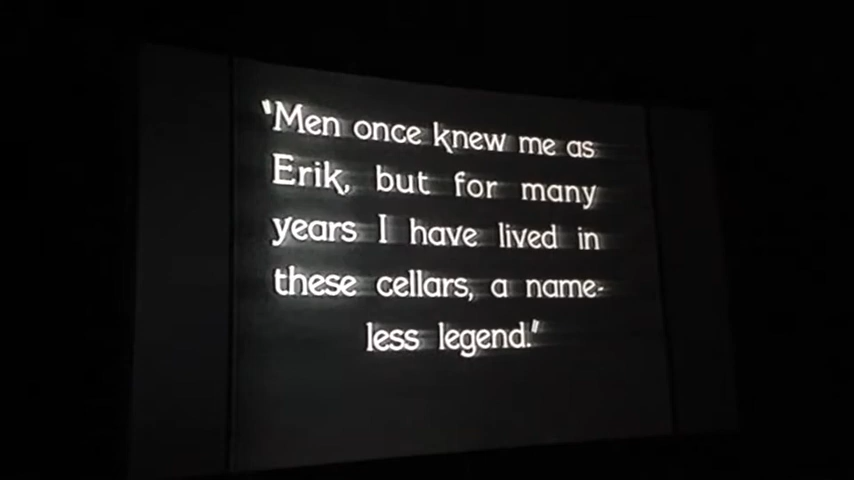 "Men once knew me as
Erik, but for many
years I have lived in
these cellars, a name-
less legend."